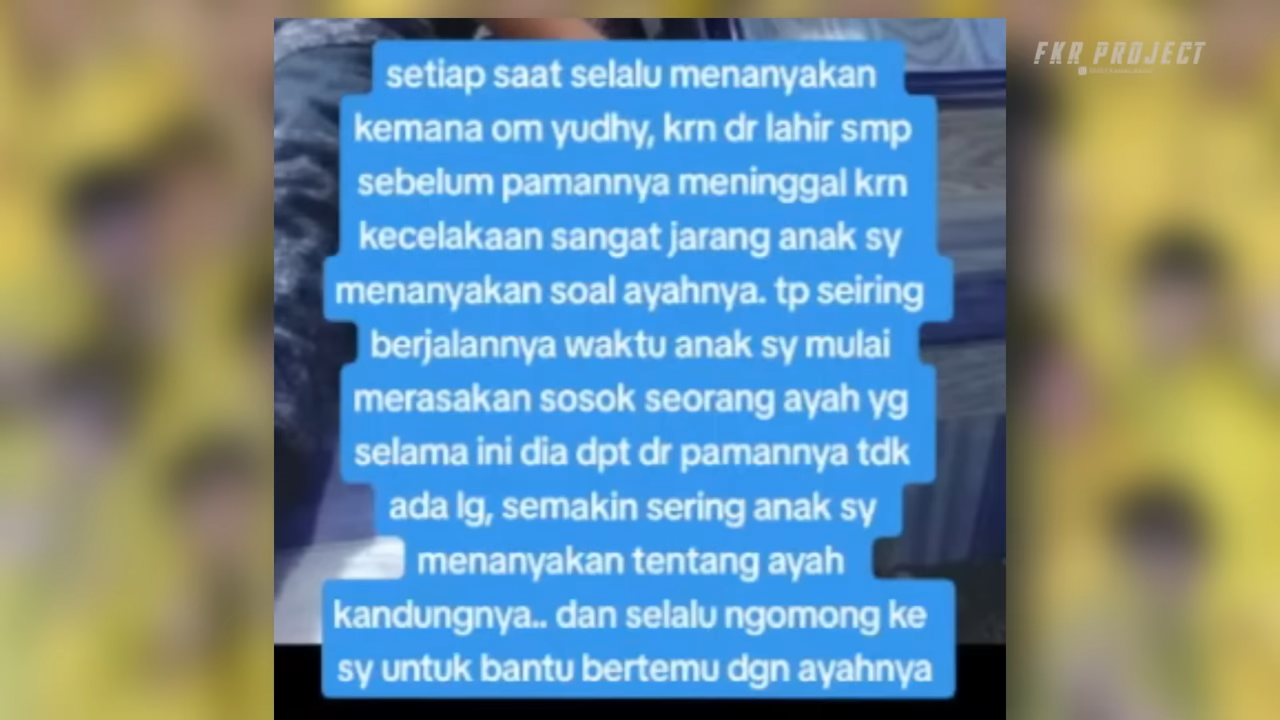 FKR PROJECT
setiap saat selalu menanyakan
kemana om yudhy, krn dr lahir smp
sebelum pamannya meninggal krn
kecelakaan sangat jarang anak sy
menanyakan soal ayahnya. tp seiring
berjalannya waktu anak sy mulai
merasakan sosok seorang ayah yg
selama ini dia dpt dr pamannya tdk
ada lg, semakin sering anak sy
menanyakan tentang ayah
kandungnya.. dan selalu ngomong ke
sy untuk bantu bertemu dgn ayahnya